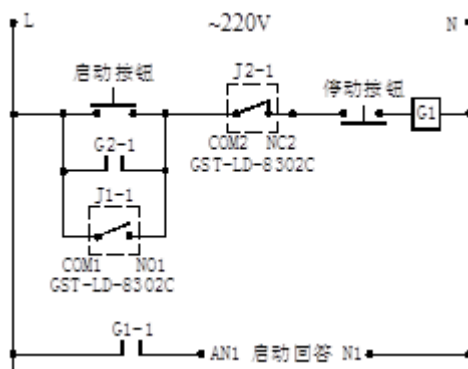 L ~220V N
启动按钮 J2-1 停动按钮
G1
G2-1 COM2 NC2
GST-LD-8302C
J1-1
COM1 NO1
GST-LD-8302C
G1-1
AN1 启动回答 N1